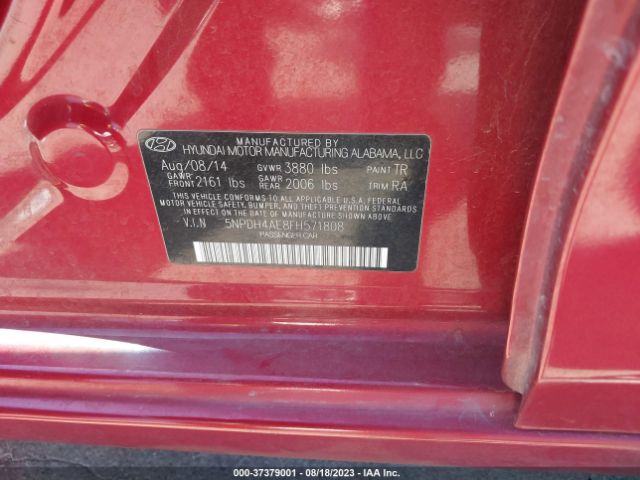 MANUFACTURED BY
HYUNDAI MOTOR MANUFACTURING ALABAMA, LLC
Aug/08/14 GVWR 3880 lbs PAINT TR
GAWR FRONT 2161 lbs GAWR REAR 2006 lbs TRIM RA
THIS VEHICLE CONFORMS TO ALL APPLICABLE U.S.A. FEDERAL
MOTOR VEHICLE SAFETY, BUMPER, AND THEFT PREVENTION STANDARDS
IN EFFECT ON THE DATE OF MANUFACTURE SHOWN ABOVE.
V.I.N 5NPDH4AE8FH571808
PASSENGER CAR
000-37379001 - 08/18/2023 - IAA Inc.